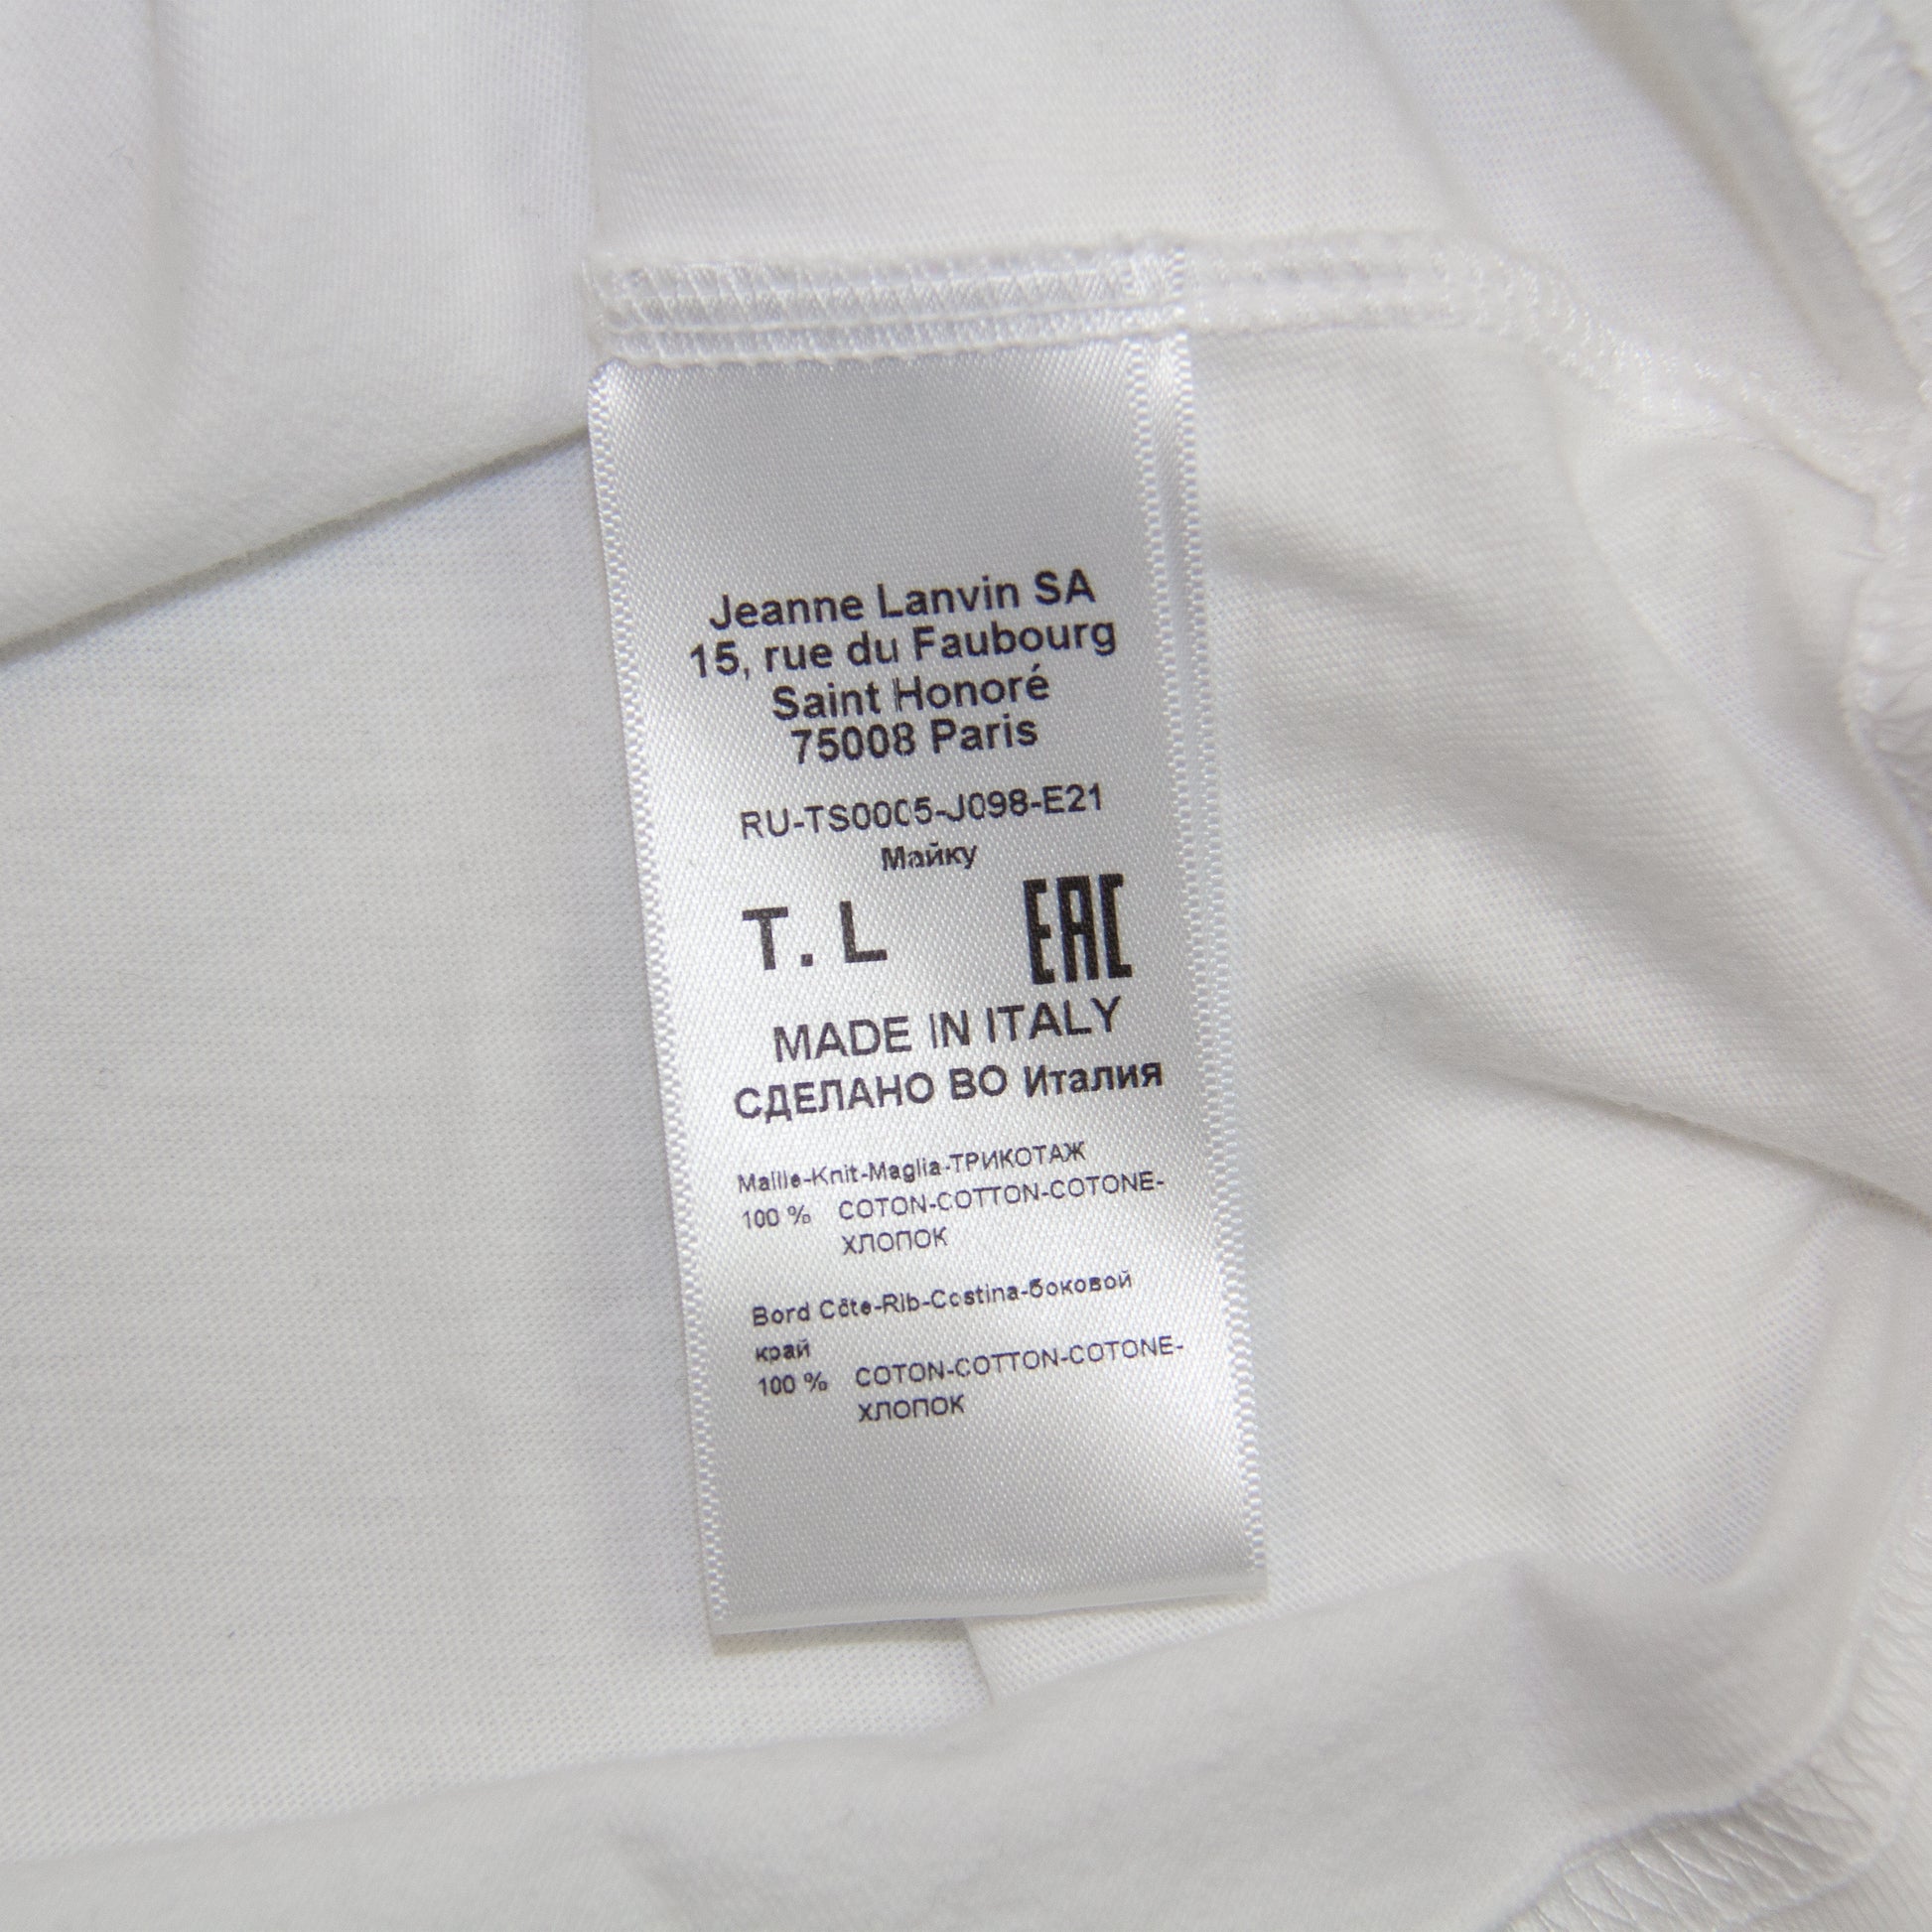 Jeanne Lanvin SA
15, rue du Faubourg
Saint Honoré
75008 Paris
RU-TS0005-J098-E21
Майку
T. L EAC
MADE IN ITALY
СДЕЛАНО ВО Италия
Maille-Knit-Maglia-ТРИКОТАЖ
100 % COTON-COTTON-COTONE-
ХЛОПОК
Bord Côte-Rib-Costina-боковой
край
100 % COTON-COTTON-COTONE-
ХЛОПОК